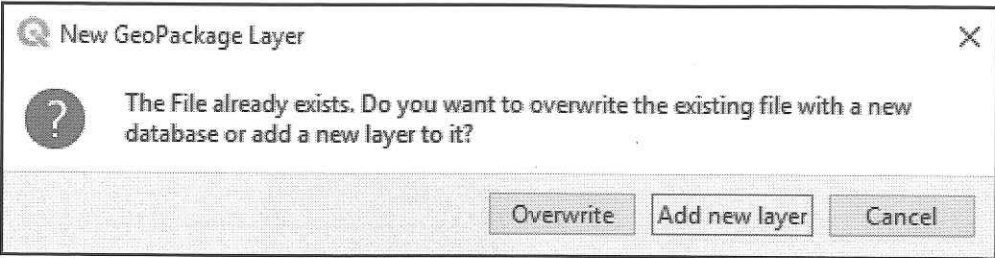 New GeoPackage Layer
The File already exists. Do you want to overwrite the existing file with a new
database or add a new layer to it?
Overwrite Add new layer Cancel